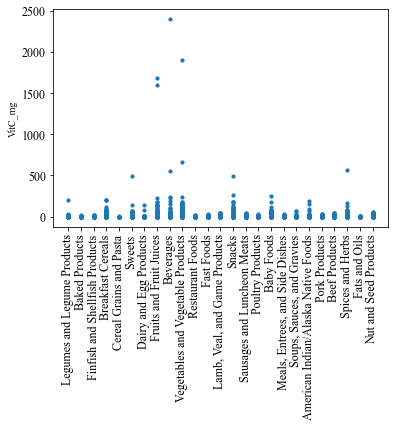 2500
2000
1500
1000
500
0
VitC_mg
Legumes and Legume Products
Baked Products
Finfish and Shellfish Products
Breakfast Cereals
Cereal Grains and Pasta
Sweets
Dairy and Egg Products
Fruits and Fruit Juices
Beverages
Vegetables and Vegetable Products
Restaurant Foods
Fast Foods
Lamb, Veal, and Game Products
Snacks
Sausages and Luncheon Meats
Poultry Products
Baby Foods
Meals, Entrees, and Side Dishes
Soups, Sauces, and Gravies
American Indian/Alaska Native Foods
Pork Products
Beef Products
Spices and Herbs
Fats and Oils
Nut and Seed Products